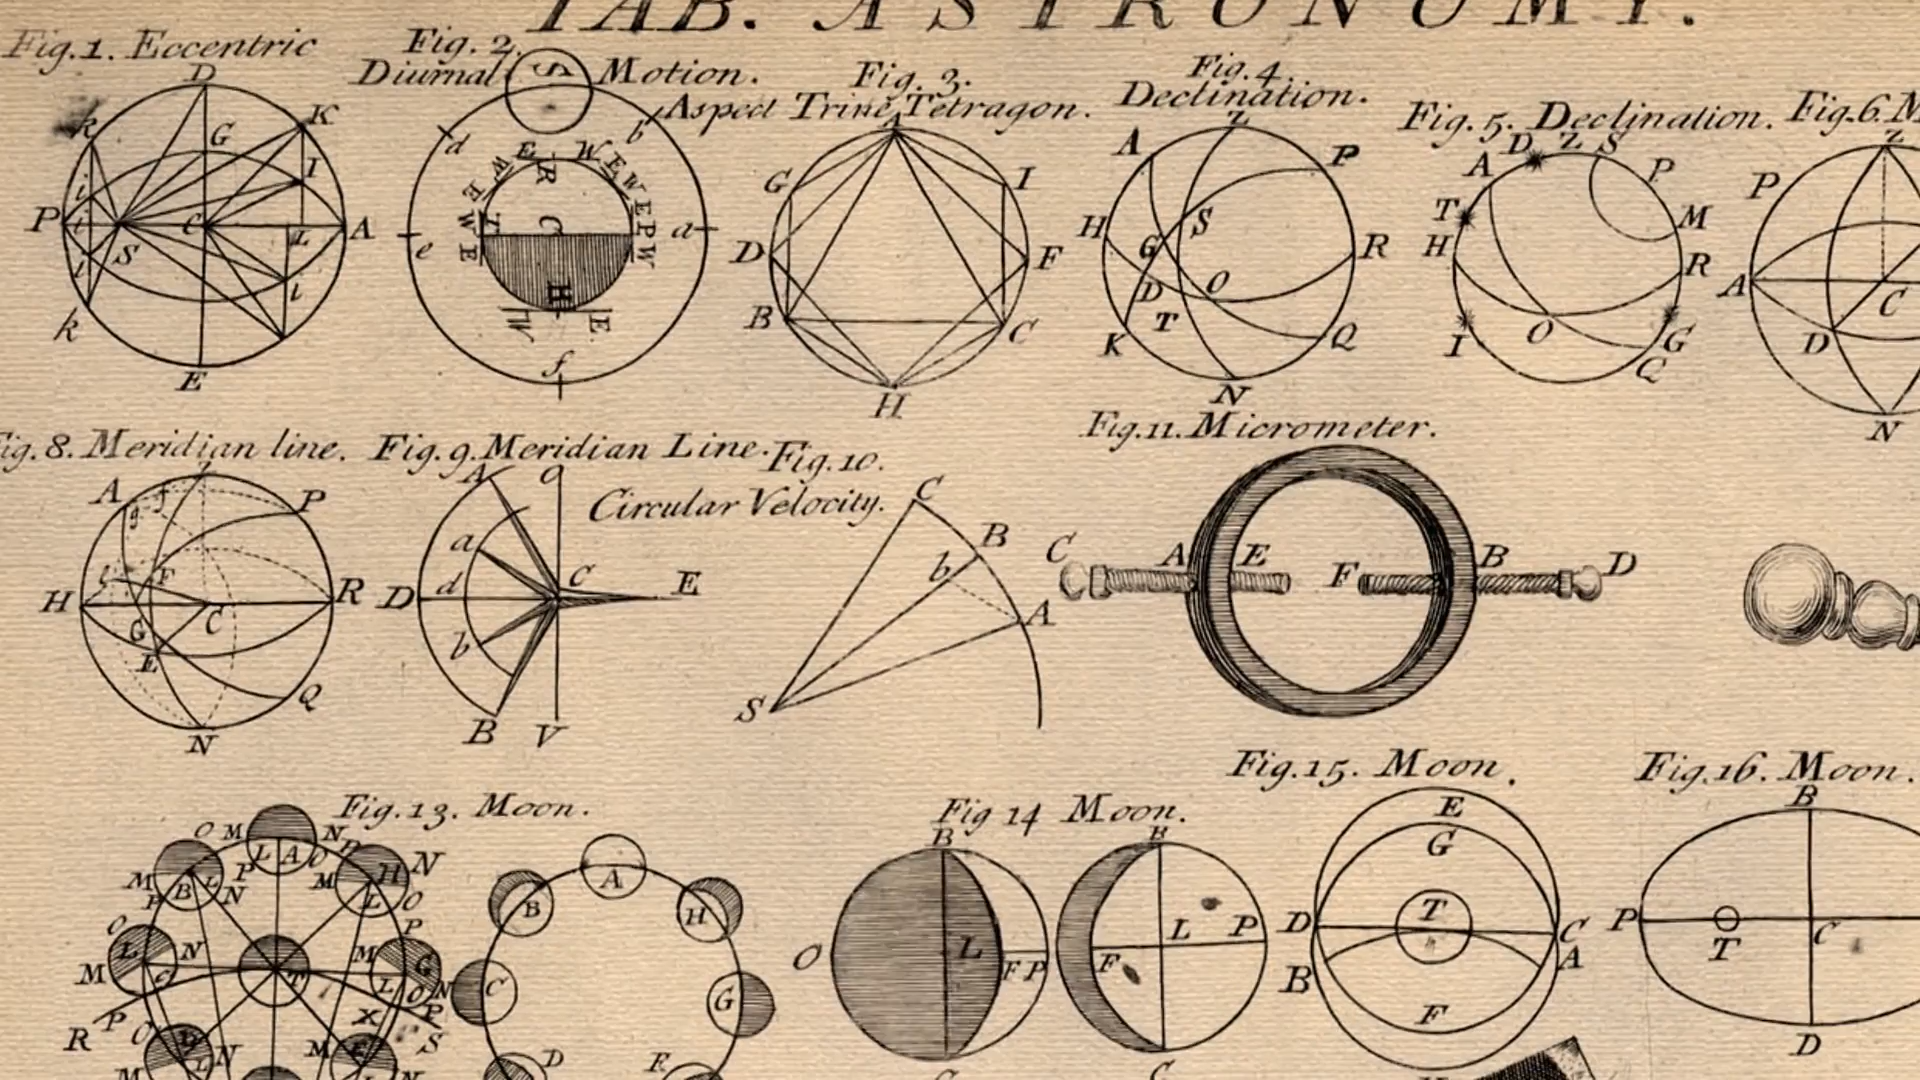 TAB. ASTRONOMY.
Fig. 1. Eccentric
Fig. 2.
Diurnal Motion.
Fig. 3.
Aspect Trine, Tetragon.
Fig. 4.
Declination.
Fig. 5. Declination.
Fig. 6. M
D
k
K
G
I
i
P
S
C
L
A
i
k
E
S
d
b
E R W E W E P W
W E W E
T
C
e
a
H
W
E
f
A
G
I
D
F
B
C
H
Z
A
P
H
S
G
R
D
O
T
K
Q
N
D Z S
A
P
T
M
H
R
I
O
G
Q
Z
P
A
C
D
N
ig. 8. Meridian line.
Fig. 9. Meridian Line.
Fig. 10.
Circular Velocity.
Fig. 11. Micrometer.
A
f
P
g
F
H
C
R
G
E
Q
N
A
O
a
C
D
d
E
b
B
V
C
B
b
A
S
C
A
E
F
B
D
Fig. 13. Moon.
Fig 14 Moon.
Fig. 15. Moon.
Fig. 16. Moon.
O M N
L A O
M B L N P
M H N
P L O
O L N
M G
P
M G
L O N
T
R P O
X P
S
L N
M E
M
L
N
A
B
H
C
G
D
E
B
O
L
F P
L
P
F
E
G
T
D
C
B
A
F
B
P
T
C
D